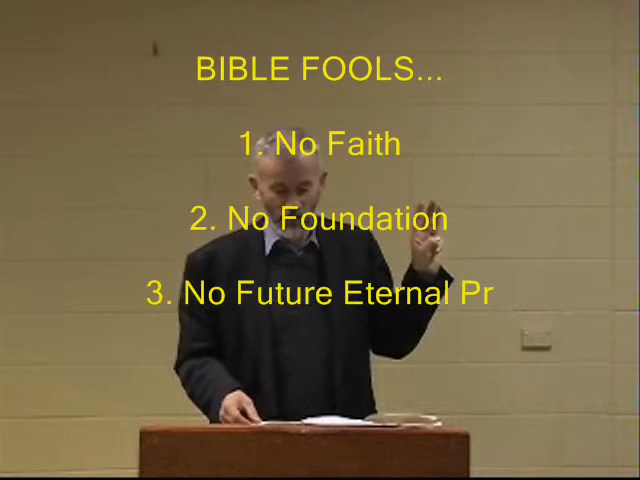 BIBLE FOOLS...
1. No Faith
2. No Foundation
3. No Future Eternal Pr